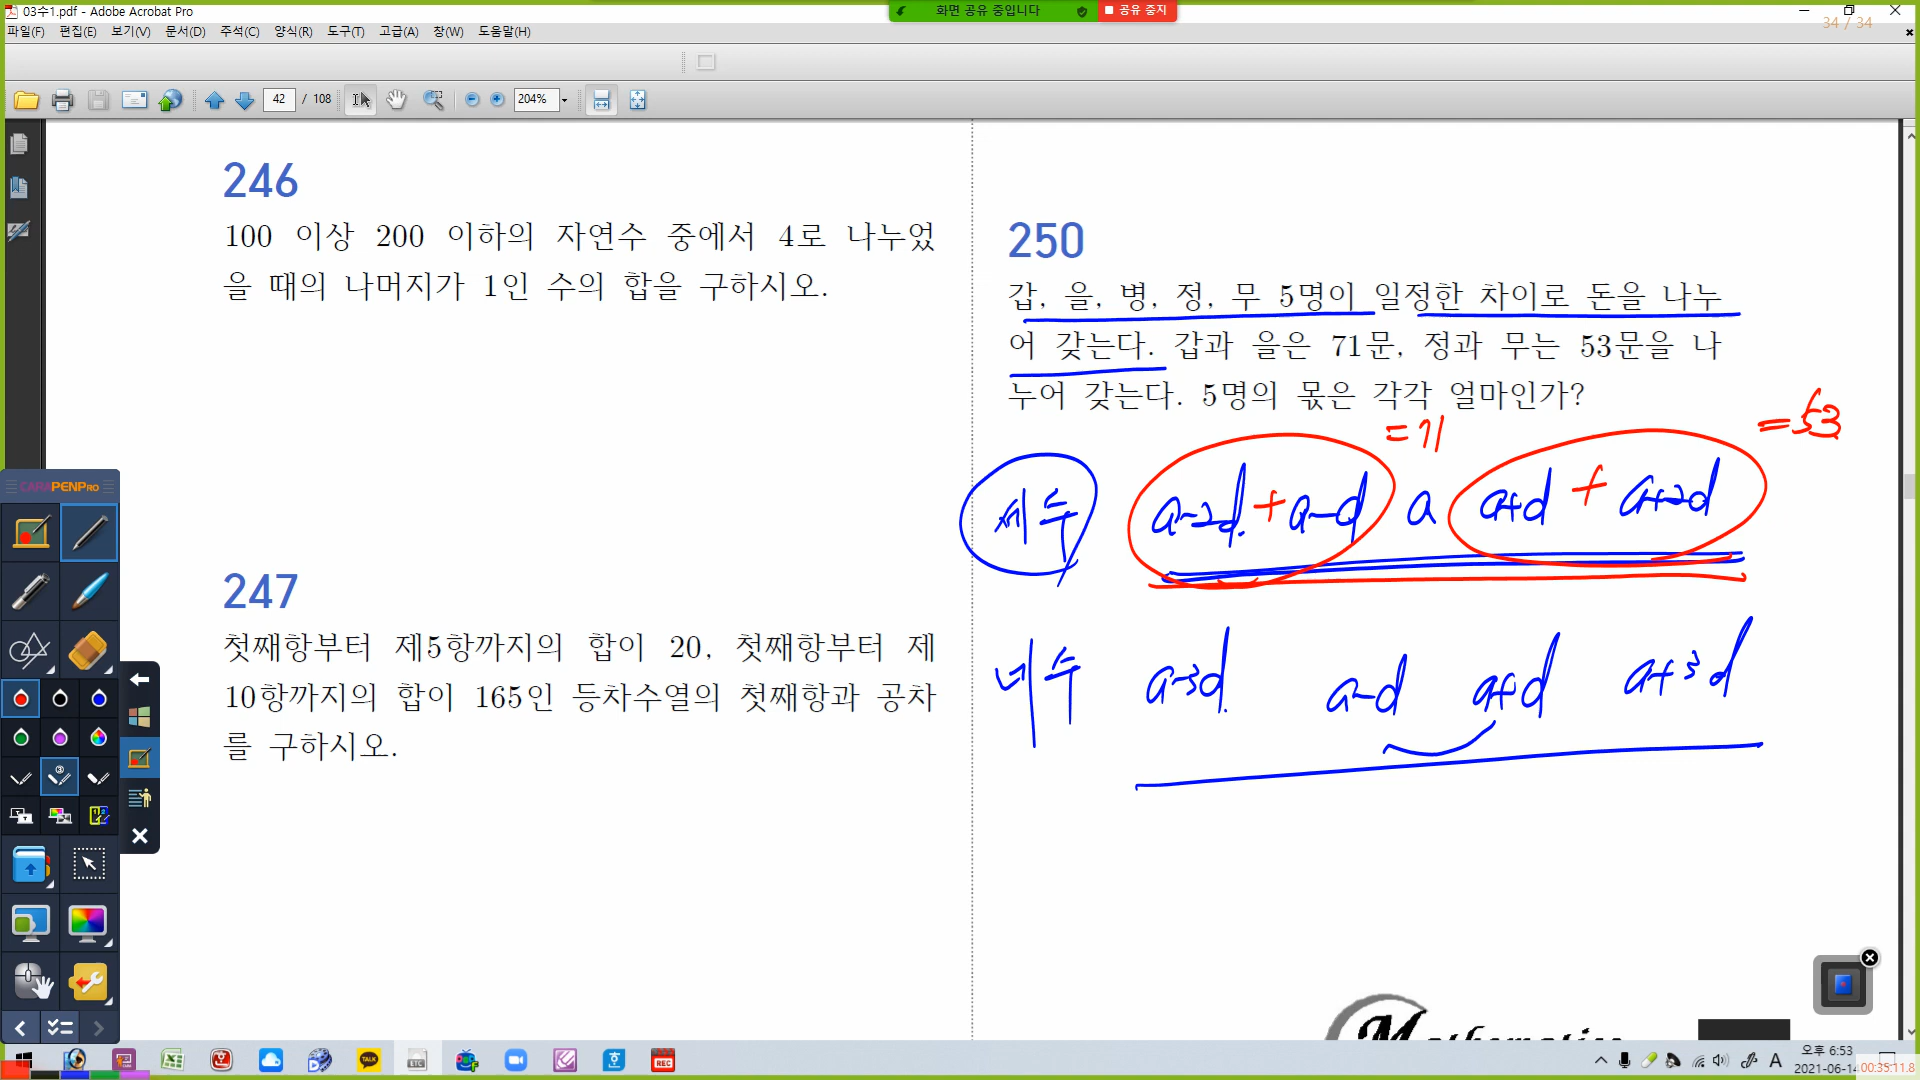 03수1.pdf - Adobe Acrobat Pro
화면 공유 중입니다
공유 중지
34 / 34
파일(F) 편집(E) 보기(V) 문서(D) 주석(C) 양식(R) 도구(T) 고급(A) 창(W) 도움말(H)
42 / 108
204%
246
100 이상 200 이하의 자연수 중에서 4로 나누었
을 때의 나머지가 1인 수의 합을 구하시오.
247
첫째항부터 제5항까지의 합이 20, 첫째항부터 제
10항까지의 합이 165인 등차수열의 첫째항과 공차
를 구하시오.
250
갑, 을, 병, 정, 무 5명이 일정한 차이로 돈을 나누
어 갖는다. 갑과 을은 71문, 정과 무는 53문을 나
누어 갖는다. 5명의 몫은 각각 얼마인가?
=71
=53
세수 a-2d + a-d a a+d + a+2d
네수 a-3d a-d a+d a+3d
CARAPENPRO
Mathematics
TALK
ETC
REC
A
오후 6:53
2021-06-14
00:35:11.8